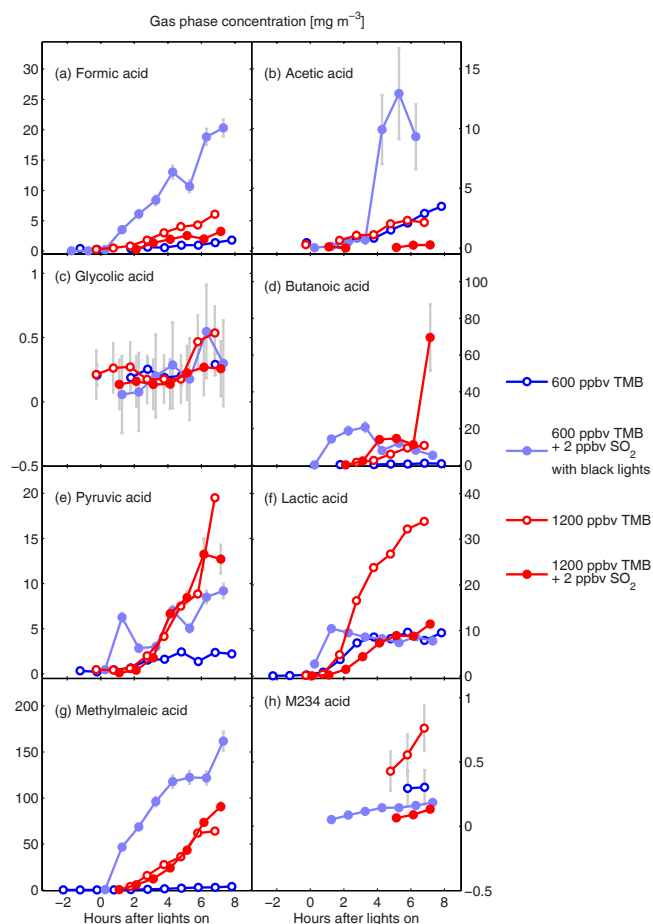 Gas phase concentration [mg m⁻³]
(a) Formic acid
30
25
20
15
10
5
0
(b) Acetic acid
15
10
5
0
(c) Glycolic acid
1
0.5
0
−0.5
(d) Butanoic acid
100
80
60
40
20
0
(e) Pyruvic acid
20
15
10
5
0
(f) Lactic acid
40
30
20
10
0
(g) Methylmaleic acid
200
150
100
50
0
(h) M234 acid
1
0.5
0
−0.5
−2 0 2 4 6 8
−2 0 2 4 6 8
Hours after lights on
Hours after lights on
600 ppbv TMB
600 ppbv TMB
+ 2 ppbv SO₂
with black lights
1200 ppbv TMB
1200 ppbv TMB
+ 2 ppbv SO₂